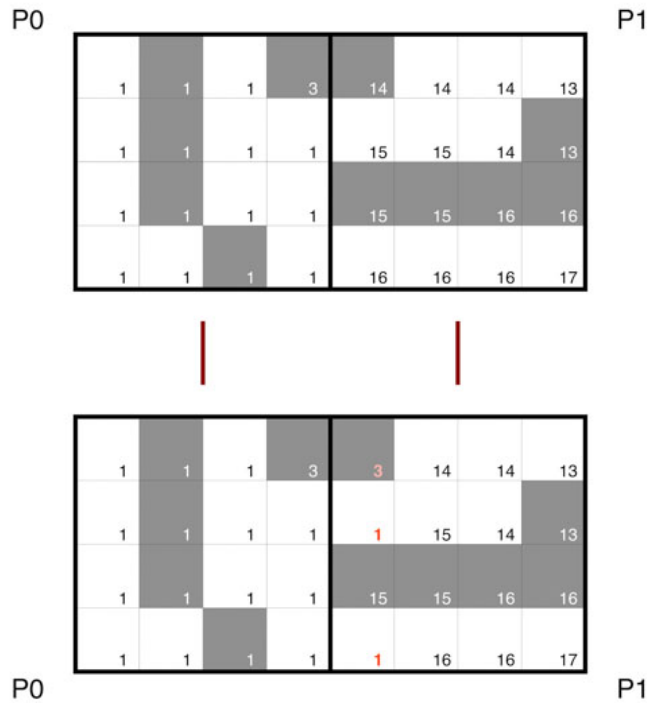 P0 P1
1 1 1 3 14 14 14 13
1 1 1 1 15 15 14 13
1 1 1 1 15 15 16 16
1 1 1 1 16 16 16 17
1 1 1 3 3 14 14 13
1 1 1 1 1 15 14 13
1 1 1 1 15 15 16 16
1 1 1 1 1 16 16 17
P0 P1